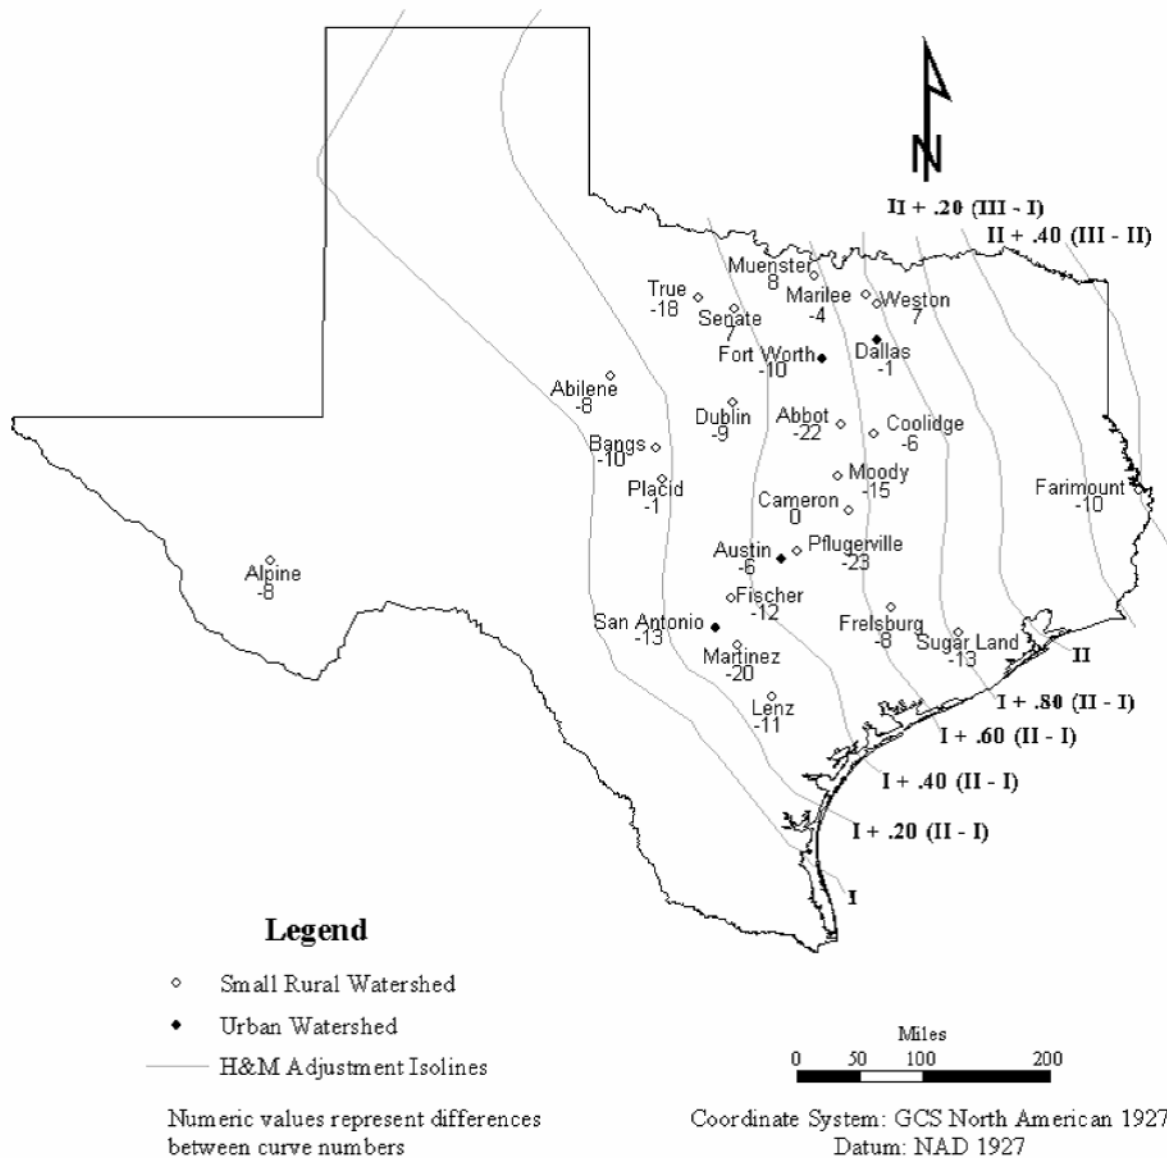 N
II + .20 (III - I)
II + .40 (III - II)
Muenster
8
True
-18
Marilee
-4
Weston
7
Senate
7
Fort Worth
-10
Dallas
-1
Abilene
-8
Dublin
-9
Abbot
-22
Coolidge
-6
Bangs
-10
Moody
-15
Placid
-1
Cameron
0
Farimount
-10
Austin
-6
Pflugerville
-23
Alpine
-8
Fischer
-12
San Antonio
-13
Frelsburg
-8
Sugar Land
-13
Martinez
-20
II
Lenz
-11
I + .80 (II - I)
I + .60 (II - I)
I + .40 (II - I)
I + .20 (II - I)
I
Legend
Small Rural Watershed
Urban Watershed
H&M Adjustment Isolines
Numeric values represent differences
between curve numbers
Miles
0 50 100 200
Coordinate System: GCS North American 1927
Datum: NAD 1927